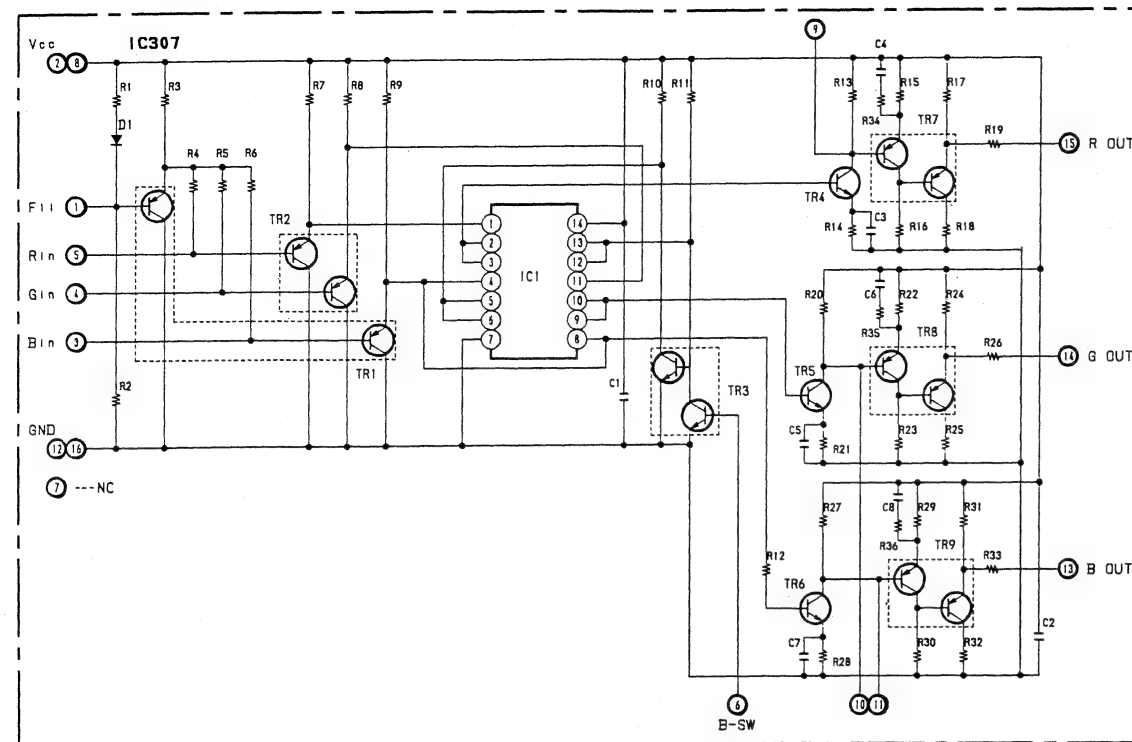 Vcc
IC307
2 8
9
R1
R3
R7
R8
R9
R10
R11
R13
C4
R15
R17
D1
R34
TR7
R19
15 R OUT
R4
R5
R6
Fil 1
TR2
TR4
C3
R14
R16
R18
Rin 5
Gin 4
Bin 3
1
2
3
4
5
6
7
IC1
14
13
12
11
10
9
8
R20
C6
R22
R24
R35
TR8
R26
14 G OUT
TR1
R2
C1
TR3
TR5
C5
R21
R23
R25
GND
12 16
7 ---NC
R27
C8
R29
R31
R36
TR9
R33
13 B OUT
R12
TR6
C7
R28
R30
R32
C2
6
B-SW
10 11